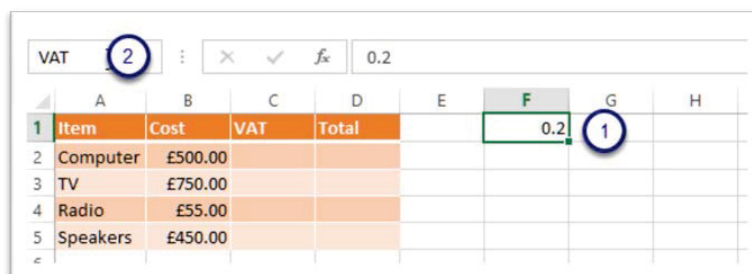 VAT 2 fx 0.2
A B C D E F G H
1 Item Cost VAT Total 0.2 1
2 Computer £500.00
3 TV £750.00
4 Radio £55.00
5 Speakers £450.00